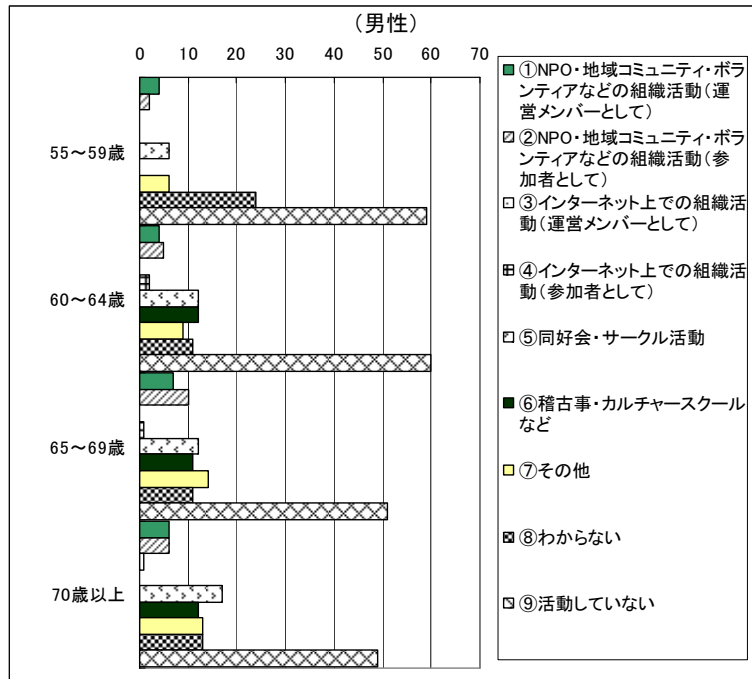 (男性)
0 10 20 30 40 50 60 70
55～59歳
60～64歳
65～69歳
70歳以上
①NPO・地域コミュニティ・ボラ
ンティアなどの組織活動(運
営メンバーとして)
②NPO・地域コミュニティ・ボラ
ンティアなどの組織活動(参
加者として)
③インターネット上での組織活
動(運営メンバーとして)
④インターネット上での組織活
動(参加者として)
⑤同好会・サークル活動
⑥稽古事・カルチャースクール
など
⑦その他
⑧わからない
⑨活動していない